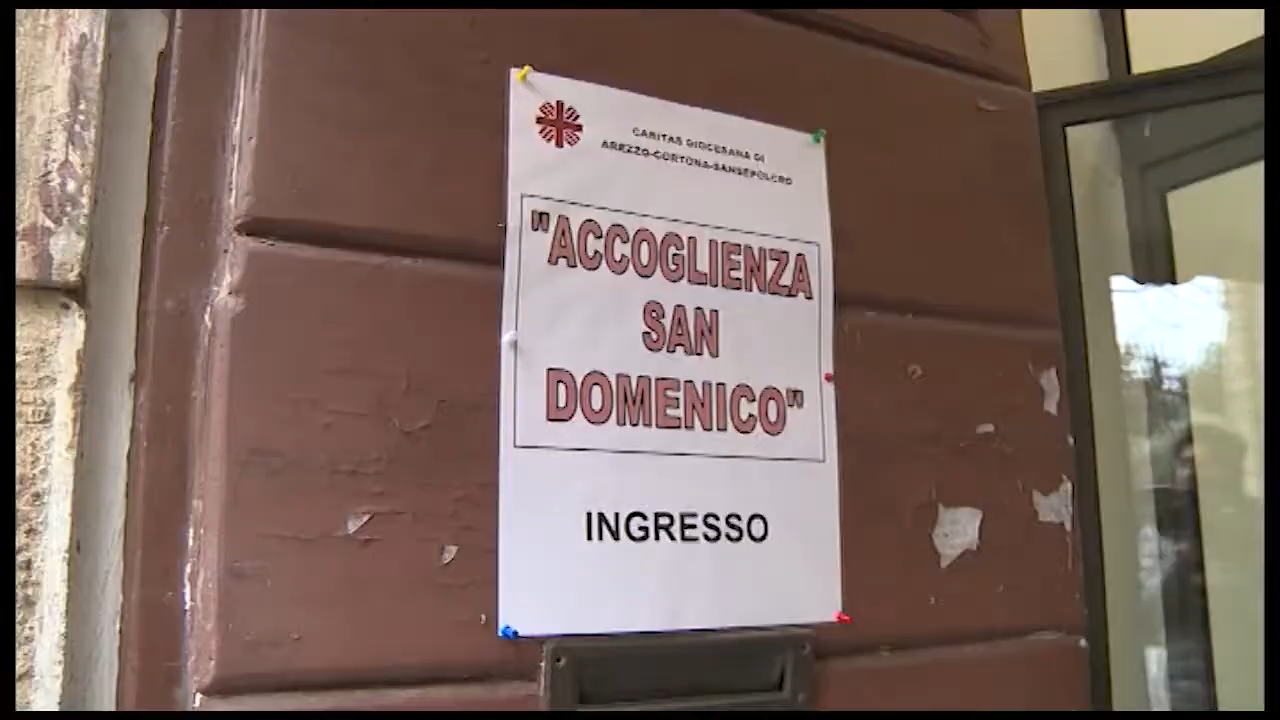 CARITAS DIOCESANA DI
AREZZO-CORTONA-SANSEPOLCRO
"ACCOGLIENZA
SAN
DOMENICO"
INGRESSO